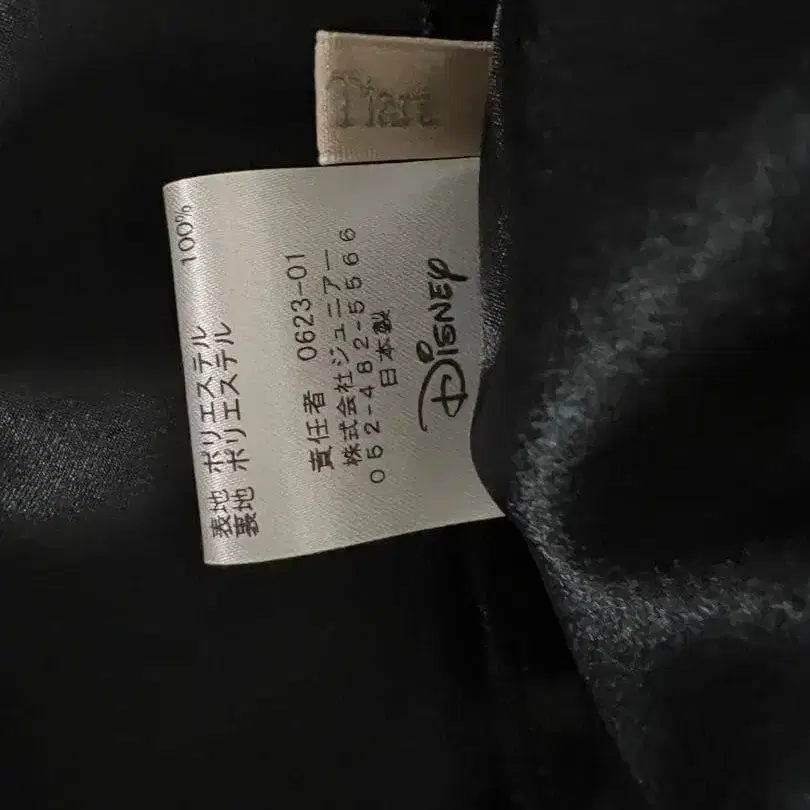 表地 ポリエステル 100%
裏地 ポリエステル
責任者 0623-01
株式会社ジュニアー
052-482-5566
日本製
Disney